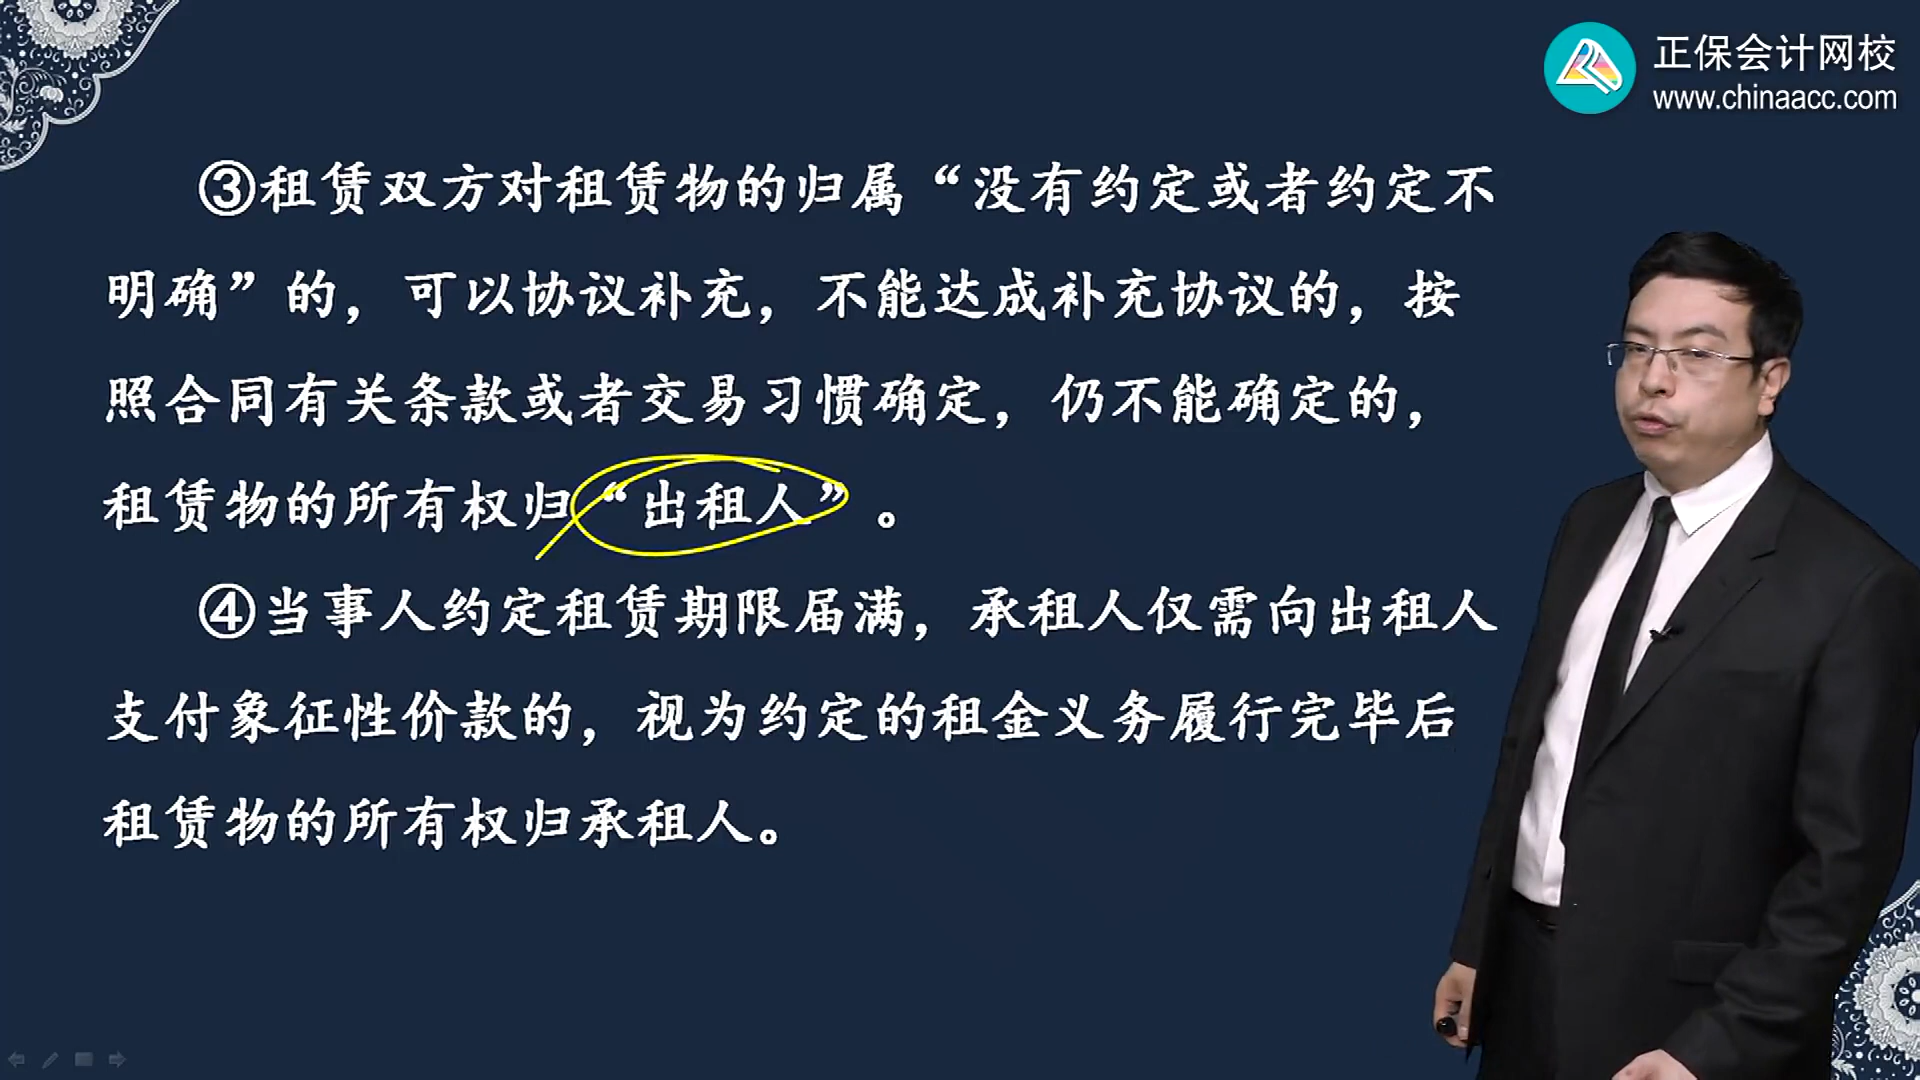 正保会计网校
www.chinaacc.com
③租赁双方对租赁物的归属“没有约定或者约定不
明确”的，可以协议补充，不能达成补充协议的，按
照合同有关条款或者交易习惯确定，仍不能确定的，
租赁物的所有权归“出租人”。
④当事人约定租赁期限届满，承租人仅需向出租人
支付象征性价款的，视为约定的租金义务履行完毕后
租赁物的所有权归承租人。